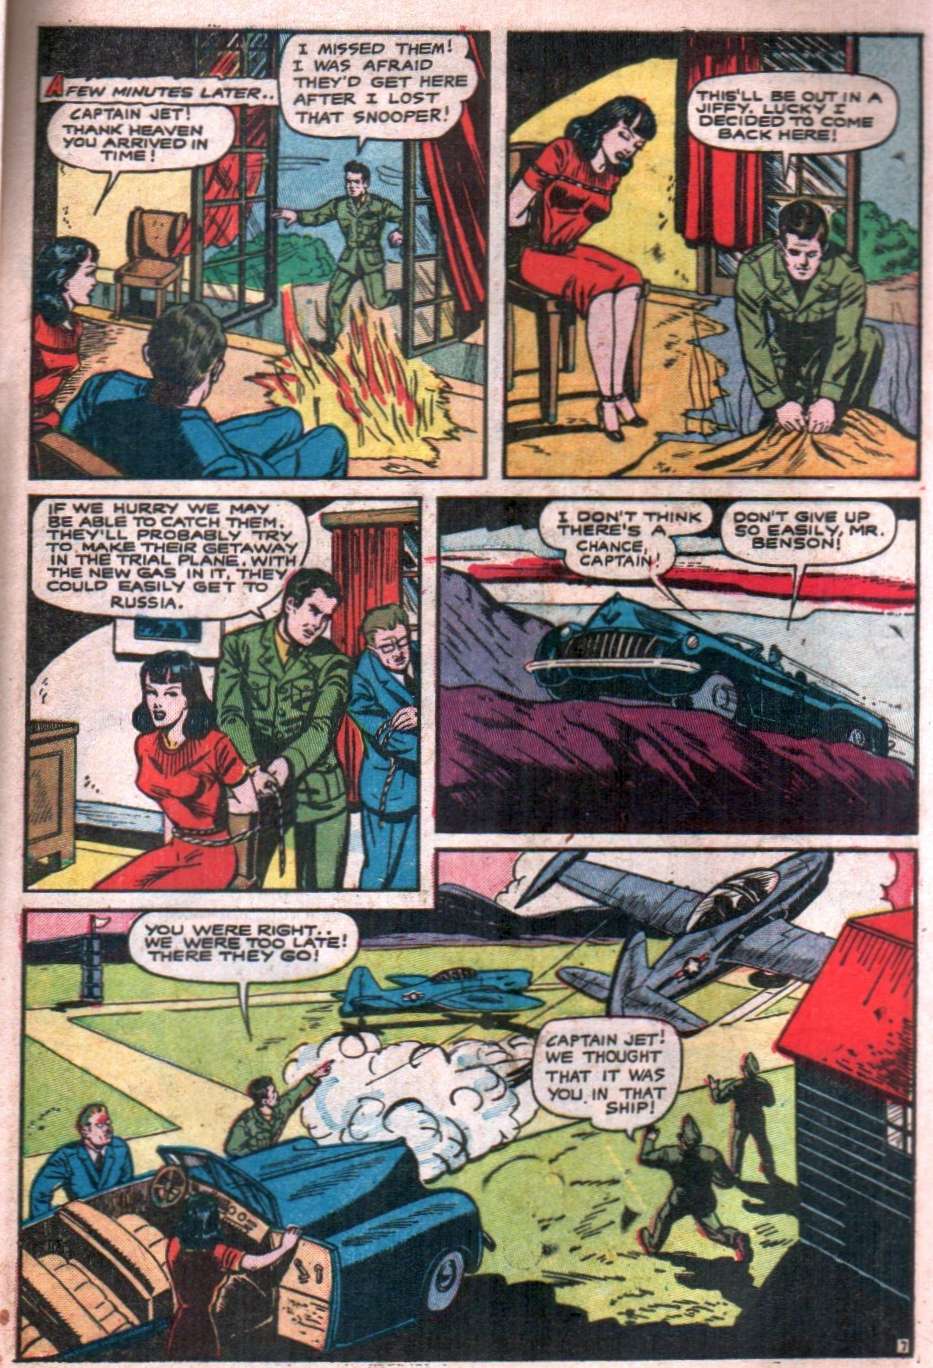 A FEW MINUTES LATER..
CAPTAIN JET!
THANK HEAVEN
YOU ARRIVED IN
TIME!
I MISSED THEM!
I WAS AFRAID
THEY'D GET HERE
AFTER I LOST
THAT SNOOPER!
THIS'LL BE OUT IN A
JIFFY. LUCKY I
DECIDED TO COME
BACK HERE!
IF WE HURRY WE MAY
BE ABLE TO CATCH THEM.
THEY'LL PROBABLY TRY
TO MAKE THEIR GETAWAY
IN THE TRIAL PLANE. WITH
THE NEW GAS IN IT, THEY
COULD EASILY GET TO
RUSSIA.
I DON'T THINK
THERE'S A
CHANCE,
CAPTAIN!
DON'T GIVE UP
SO EASILY, MR.
BENSON!
YOU WERE RIGHT..
WE WERE TOO LATE!
THERE THEY GO!
CAPTAIN JET!
WE THOUGHT
THAT IT WAS
YOU IN THAT
SHIP!
7